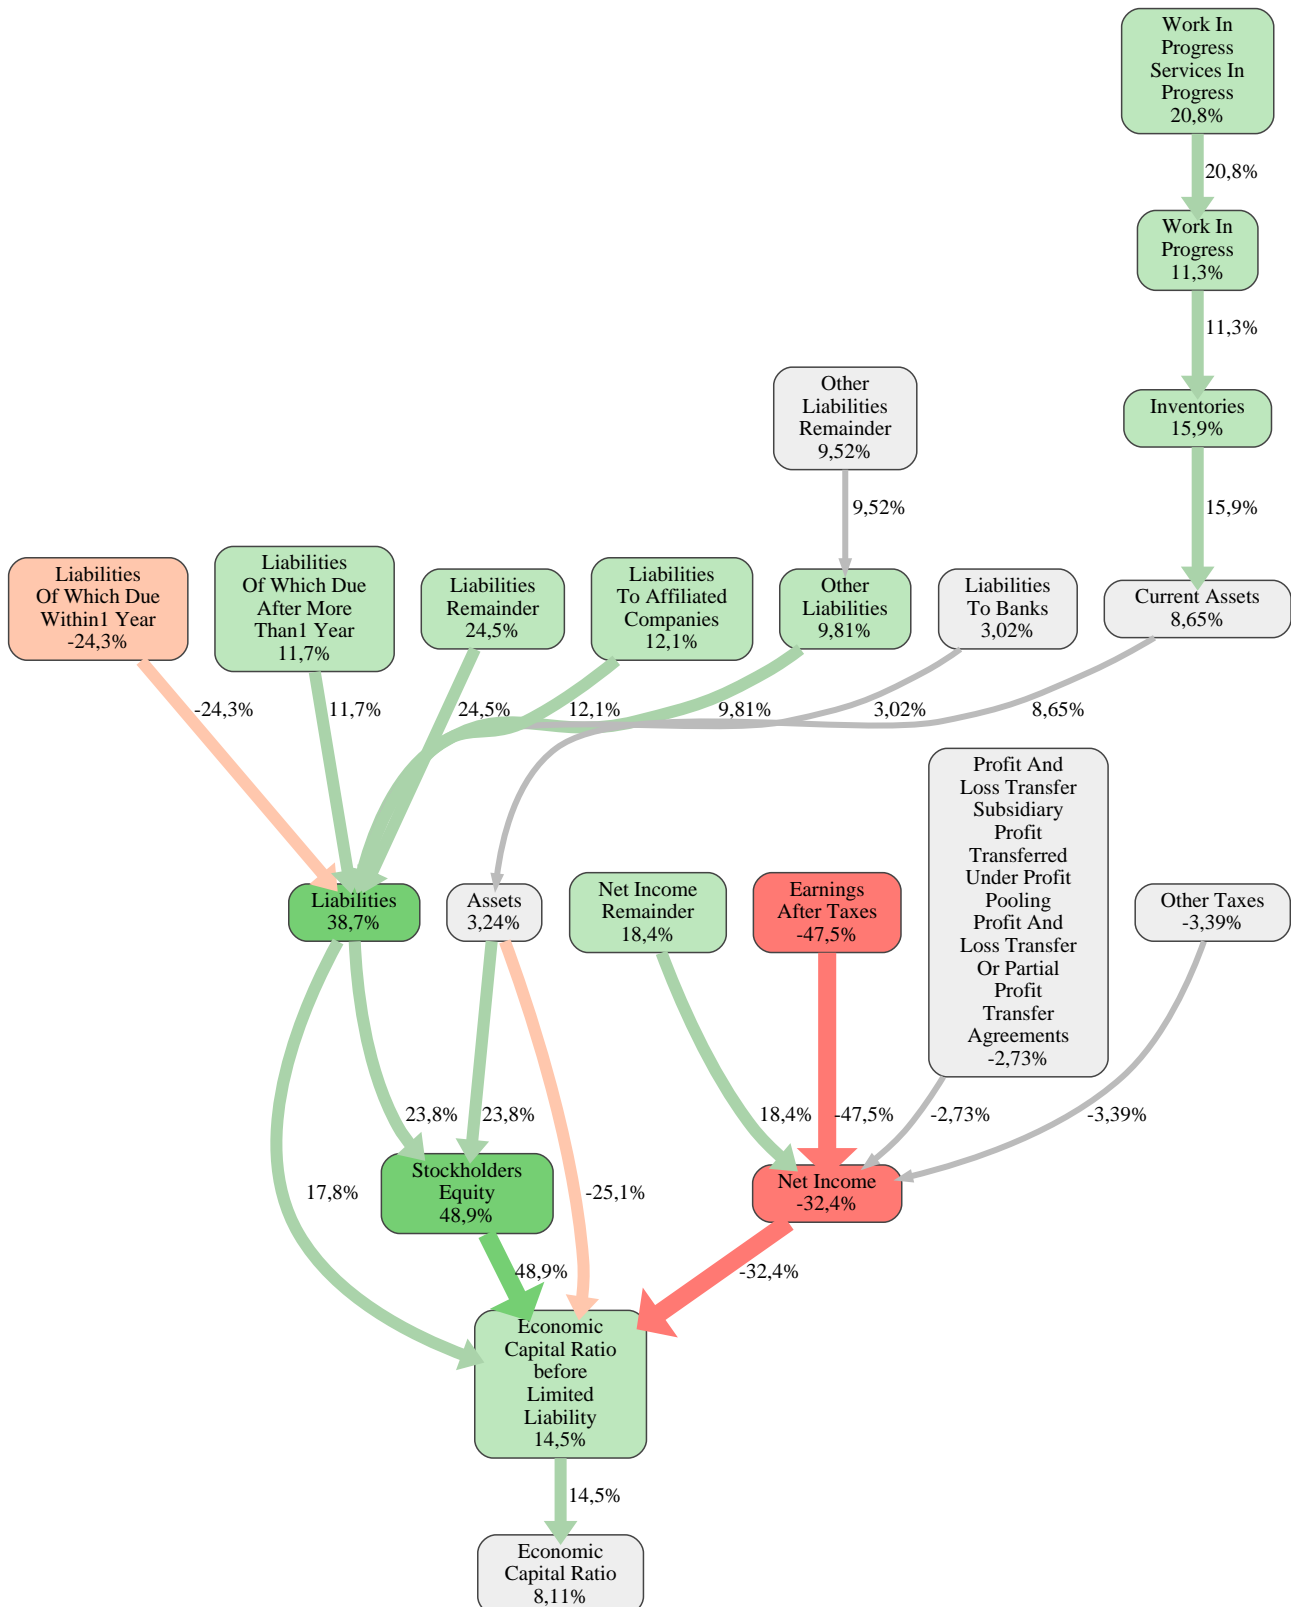 Work In
Progress
Services In
Progress
20,8%
20,8%
Work In
Progress
11,3%
11,3%
Other
Liabilities
Remainder
9,52%
Inventories
15,9%
9,52%
15,9%
Liabilities
Of Which Due
Within1 Year
-24,3%
Liabilities
Of Which Due
After More
Than1 Year
11,7%
Liabilities
Remainder
24,5%
Liabilities
To Affiliated
Companies
12,1%
Other
Liabilities
9,81%
Liabilities
To Banks
3,02%
Current Assets
8,65%
-24,3%
11,7%
24,5%
12,1%
9,81%
3,02%
8,65%
Profit And
Loss Transfer
Subsidiary
Profit
Transferred
Under Profit
Pooling
Profit And
Loss Transfer
Or Partial
Profit
Transfer
Agreements
-2,73%
Liabilities
38,7%
Assets
3,24%
Net Income
Remainder
18,4%
Earnings
After Taxes
-47,5%
Other Taxes
-3,39%
23,8%
23,8%
18,4%
-47,5%
-2,73%
-3,39%
Stockholders
Equity
48,9%
17,8%
-25,1%
Net Income
-32,4%
48,9%
-32,4%
Economic
Capital Ratio
before
Limited
Liability
14,5%
14,5%
Economic
Capital Ratio
8,11%